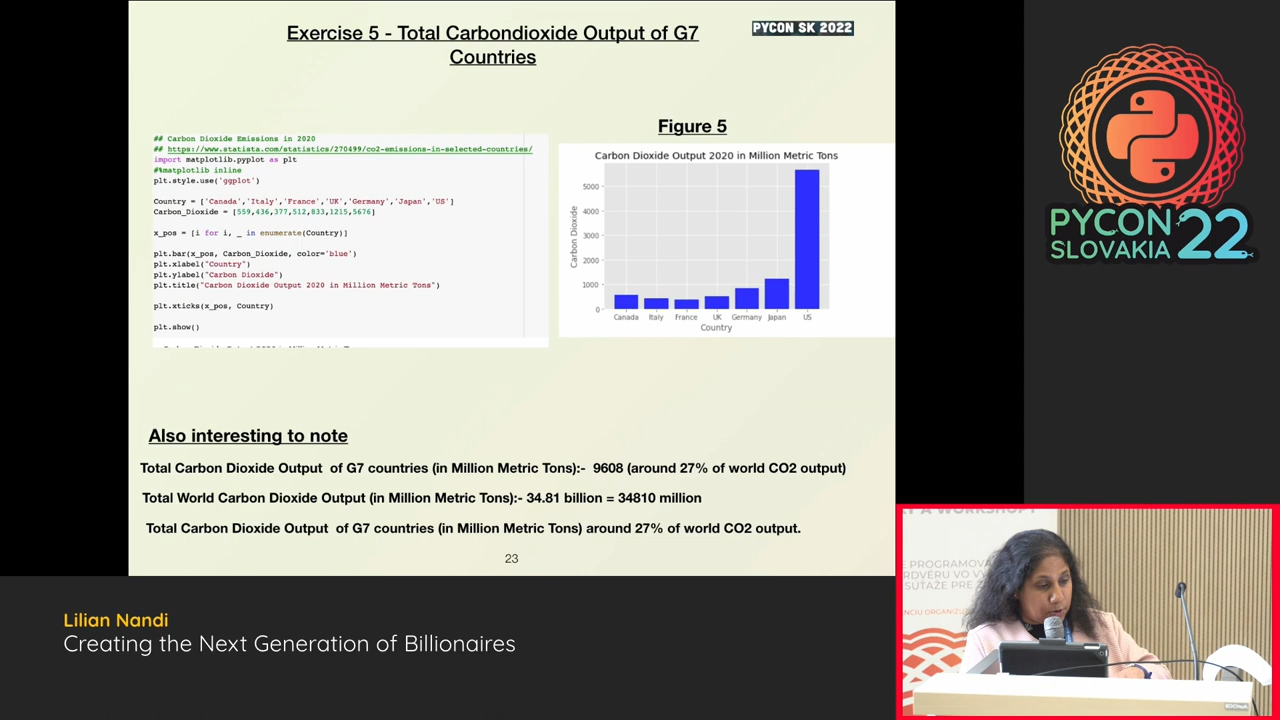 Exercise 5 - Total Carbondioxide Output of G7
Countries
PYCON SK 2022
## Carbon Dioxide Emissions in 2020
## https://www.statista.com/statistics/270499/co2-emissions-in-selected-countries/
import matplotlib.pyplot as plt
#%matplotlib inline
plt.style.use('ggplot')
Country = ['Canada','Italy','France','UK','Germany','Japan','US']
Carbon_Dioxide = [559,436,377,512,833,1215,5676]
x_pos = [i for i, _ in enumerate(Country)]
plt.bar(x_pos, Carbon_Dioxide, color='blue')
plt.xlabel("Country")
plt.ylabel("Carbon Dioxide")
plt.title("Carbon Dioxide Output 2020 in Million Metric Tons")
plt.xticks(x_pos, Country)
plt.show()
Figure 5
Carbon Dioxide Output 2020 in Million Metric Tons
5000
4000
3000
2000
1000
0
Carbon Dioxide
Canada Italy France UK Germany Japan US
Country
Also interesting to note
Total Carbon Dioxide Output of G7 countries (in Million Metric Tons):- 9608 (around 27% of world CO2 output)
Total World Carbon Dioxide Output (in Million Metric Tons):- 34.81 billion = 34810 million
Total Carbon Dioxide Output of G7 countries (in Million Metric Tons) around 27% of world CO2 output.
23
PYCON
SLOVAKIA
22
Lilian Nandi
Creating the Next Generation of Billionaires
A WORKSHOPY
PROGRAMOVA